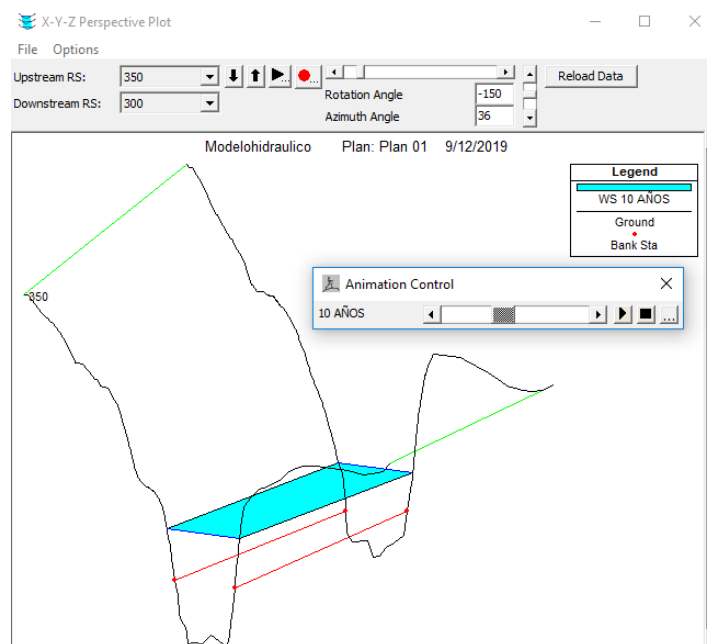 X-Y-Z Perspective Plot
File Options
Upstream RS: 350
Downstream RS: 300
Rotation Angle -150
Azimuth Angle 36
Reload Data
Modelohidraulico Plan: Plan 01 9/12/2019
Legend
WS 10 AÑOS
Ground
Bank Sta
350
Animation Control
10 AÑOS